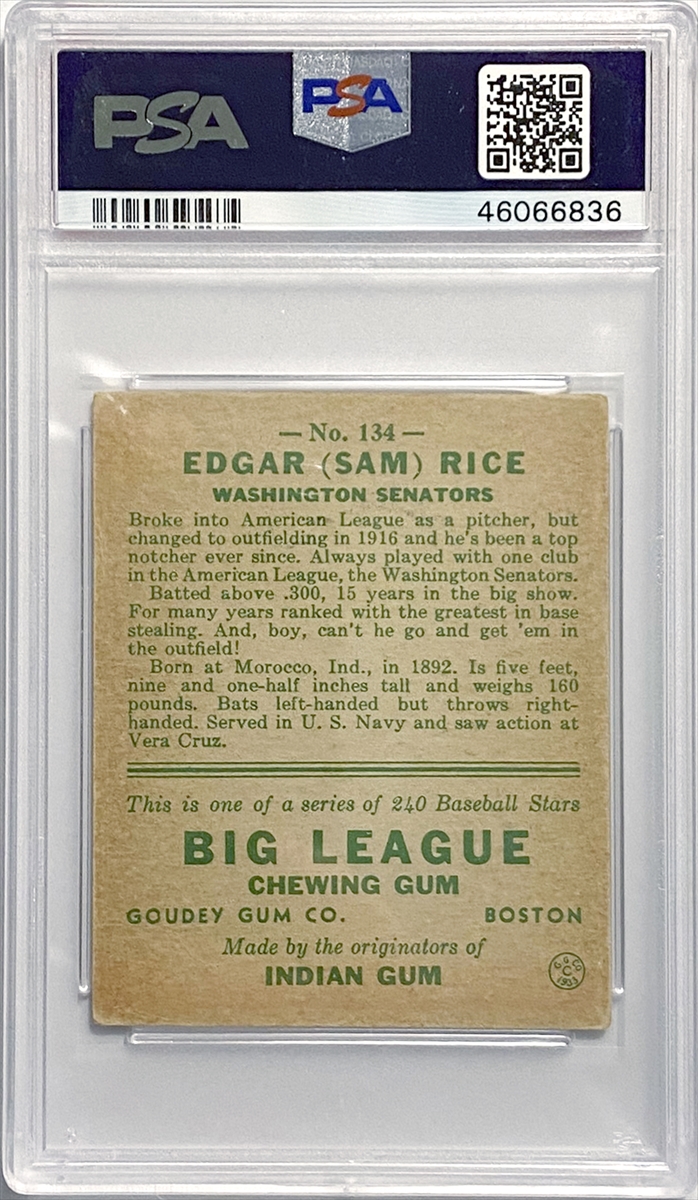 PSA
PSA
46066836
— No. 134 —
EDGAR (SAM) RICE
WASHINGTON SENATORS
Broke into American League as a pitcher, but
changed to outfielding in 1916 and he's been a top
notcher ever since. Always played with one club
in the American League, the Washington Senators.
Batted above .300, 15 years in the big show.
For many years ranked with the greatest in base
stealing. And, boy, can't he go and get 'em in
the outfield!
Born at Morocco, Ind., in 1892. Is five feet,
nine and one-half inches tall and weighs 160
pounds. Bats left-handed but throws right-
handed. Served in U. S. Navy and saw action at
Vera Cruz.
This is one of a series of 240 Baseball Stars
BIG LEAGUE
CHEWING GUM
GOUDEY GUM CO. BOSTON
Made by the originators of
INDIAN GUM
G. G. CO.
C
1933